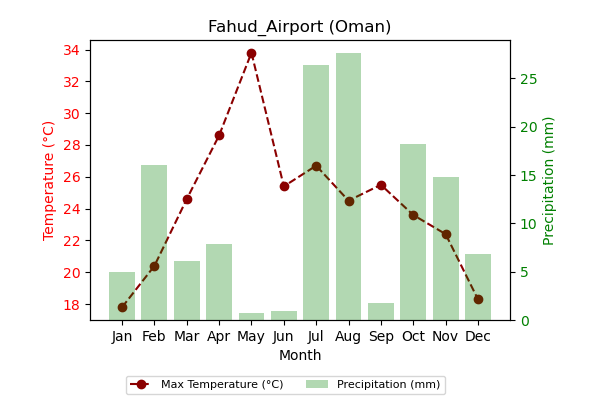 Fahud_Airport (Oman)
34
32
30
28
26
24
22
20
18
Temperature (°C)
25
20
15
10
5
0
Precipitation (mm)
Jan Feb Mar Apr May Jun Jul Aug Sep Oct Nov Dec
Month
Max Temperature (°C) Precipitation (mm)